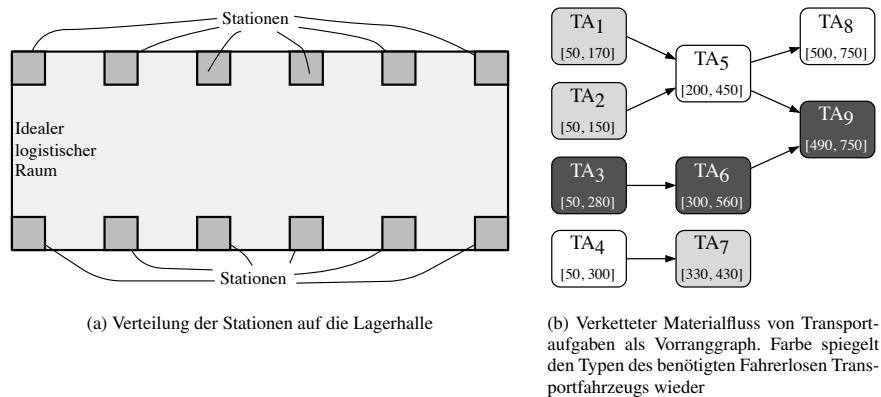 Stationen
Idealer
logistischer
Raum
Stationen
(a) Verteilung der Stationen auf die Lagerhalle
TA1
[50, 170]
TA2
[50, 150]
TA3
[50, 280]
TA4
[50, 300]
TA5
[200, 450]
TA6
[300, 560]
TA7
[330, 430]
TA8
[500, 750]
TA9
[490, 750]
(b) Verketteter Materialfluss von Transport-
aufgaben als Vorranggraph. Farbe spiegelt
den Typen des benötigten Fahrerlosen Trans-
portfahrzeugs wieder